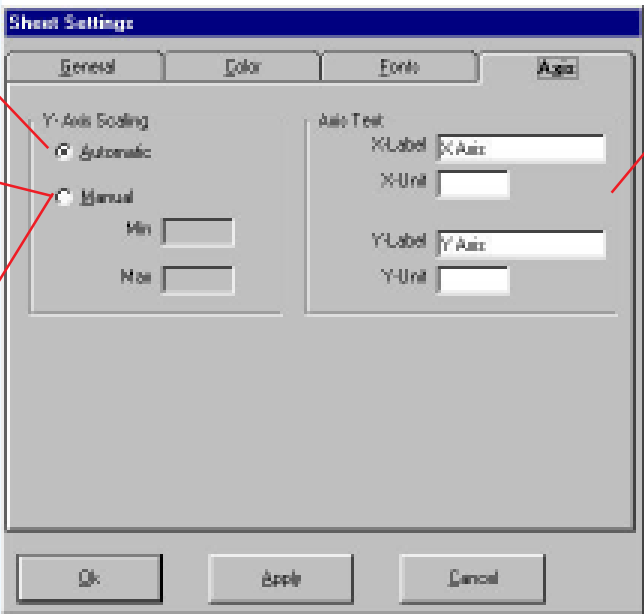 Sheet Settings
General Color Fonts Axis
Y-Axis Scaling
Automatic
Manual
Min
Max
Axis Text
X-Label X Axis
X-Unit
Y-Label Y Axis
Y-Unit
Ok Apply Cancel